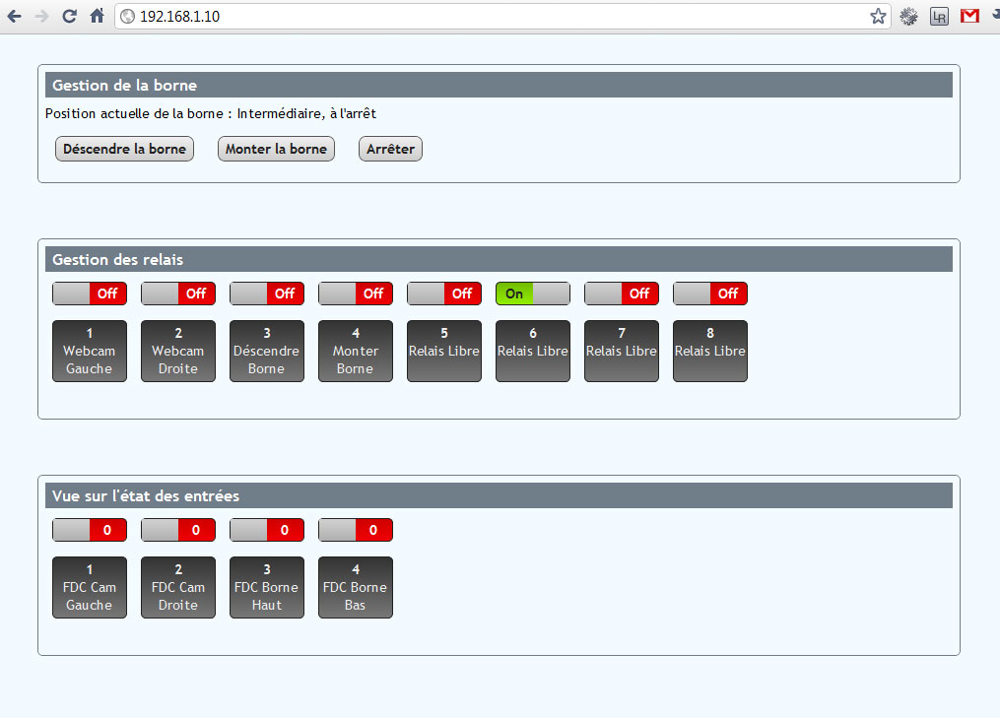 192.168.1.10
LR
Gestion de la borne
Position actuelle de la borne : Intermédiaire, à l'arrêt
Déscendre la borne Monter la borne Arrêter
Gestion des relais
Off Off Off Off Off On Off Off
1 2 3 4 5 6 7 8
Webcam Webcam Déscendre Monter Relais Libre Relais Libre Relais Libre Relais Libre
Gauche Droite Borne Borne
Vue sur l'état des entrées
0 0 0 0
1 2 3 4
FDC Cam FDC Cam FDC Borne FDC Borne
Gauche Droite Haut Bas